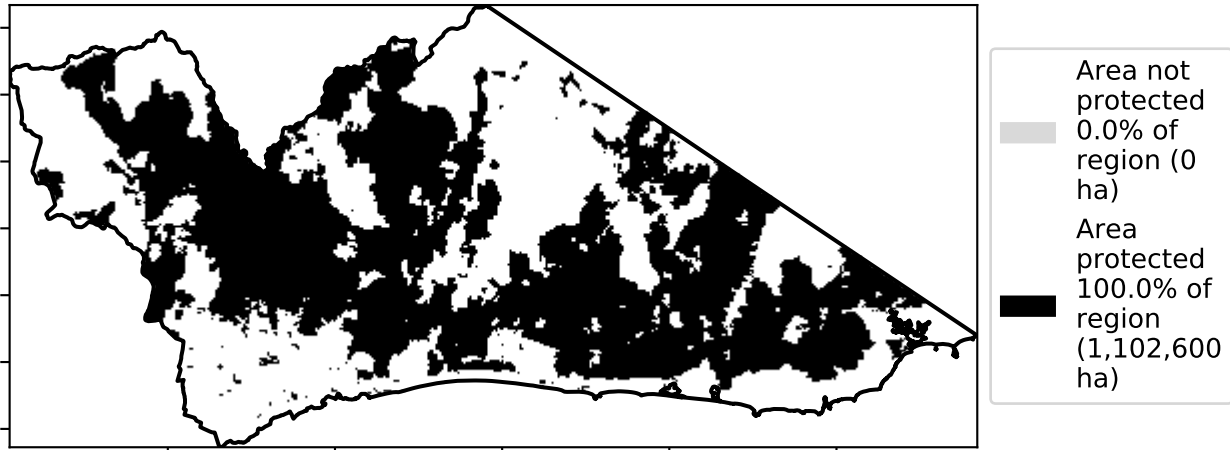 Area not
protected
0.0% of
region (0
ha)
Area
protected
100.0% of
region
(1,102,600
ha)